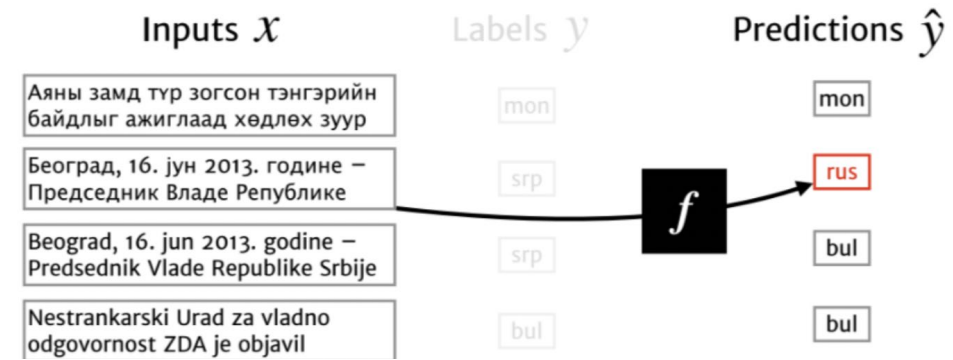 Inputs x Labels y Predictions ŷ
Аяны замд түр зогсон тэнгэрийн
байдлыг ажиглаад хөдлөх зуур
mon
mon
Београд, 16. јун 2013. године –
Председник Владе Републике
srp
f
rus
Beograd, 16. jun 2013. godine –
Predsednik Vlade Republike Srbije
srp
bul
Nestrankarski Urad za vladno
odgovornost ZDA je objavil
bul
bul